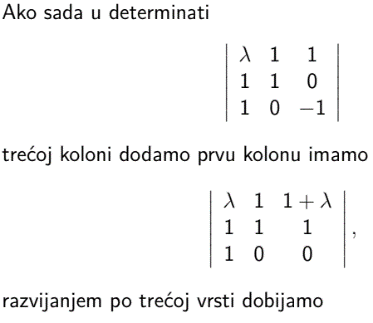 Ako sada u determinati
| λ 1 1 |
| 1 1 0 |
| 1 0 −1 |
trećoj koloni dodamo prvu kolonu imamo
| λ 1 1 + λ |
| 1 1 1 | ,
| 1 0 0 |
razvijanjem po trećoj vrsti dobijamo